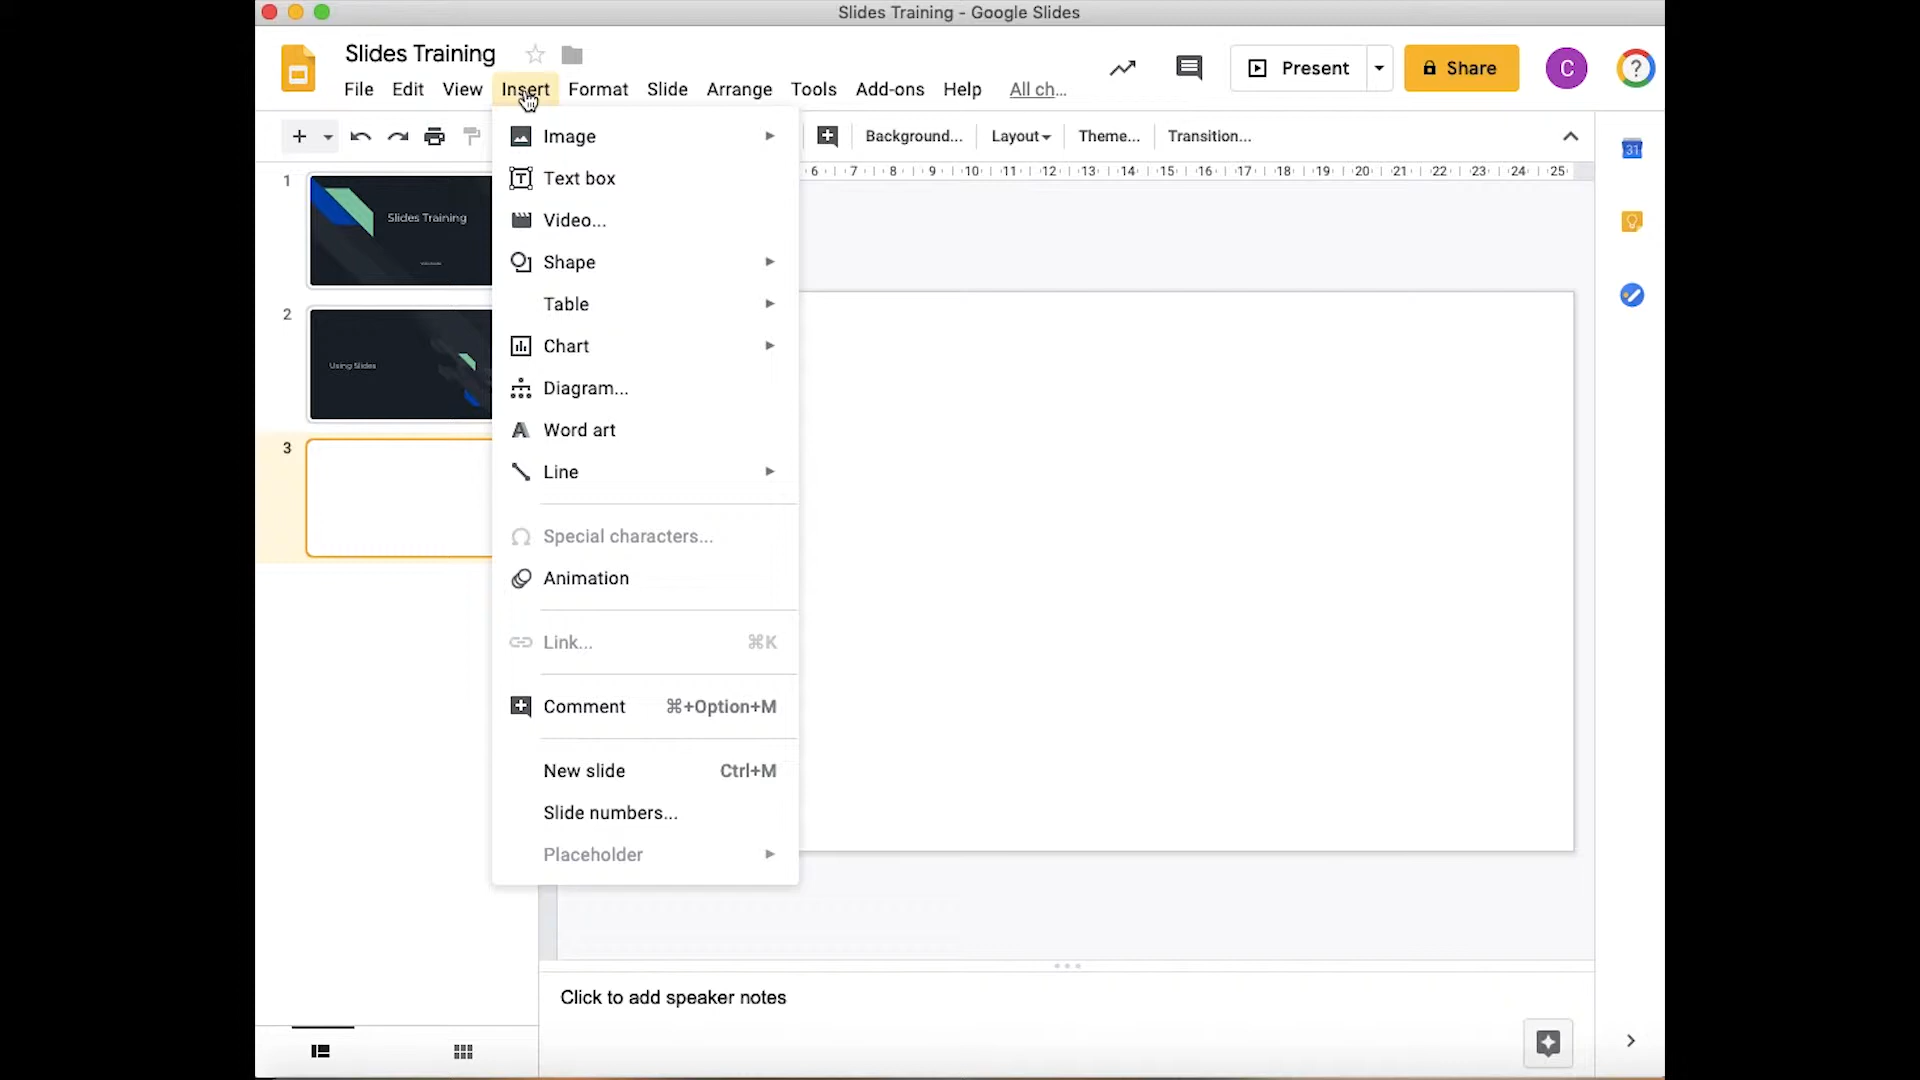 Slides Training - Google Slides
Slides Training
File Edit View Insert Format Slide Arrange Tools Add-ons Help All ch...
Present
Share
C
?
Background...
Layout
Theme...
Transition...
6 7 8 9 10 11 12 13 14 15 16 17 18 19 20 21 22 23 24 25
31
1
Slides Training
2
Using Slides
3
Image
Text box
Video...
Shape
Table
Chart
Diagram...
Word art
Line
Special characters...
Animation
Link... ⌘K
Comment ⌘+Option+M
New slide Ctrl+M
Slide numbers...
Placeholder
Click to add speaker notes